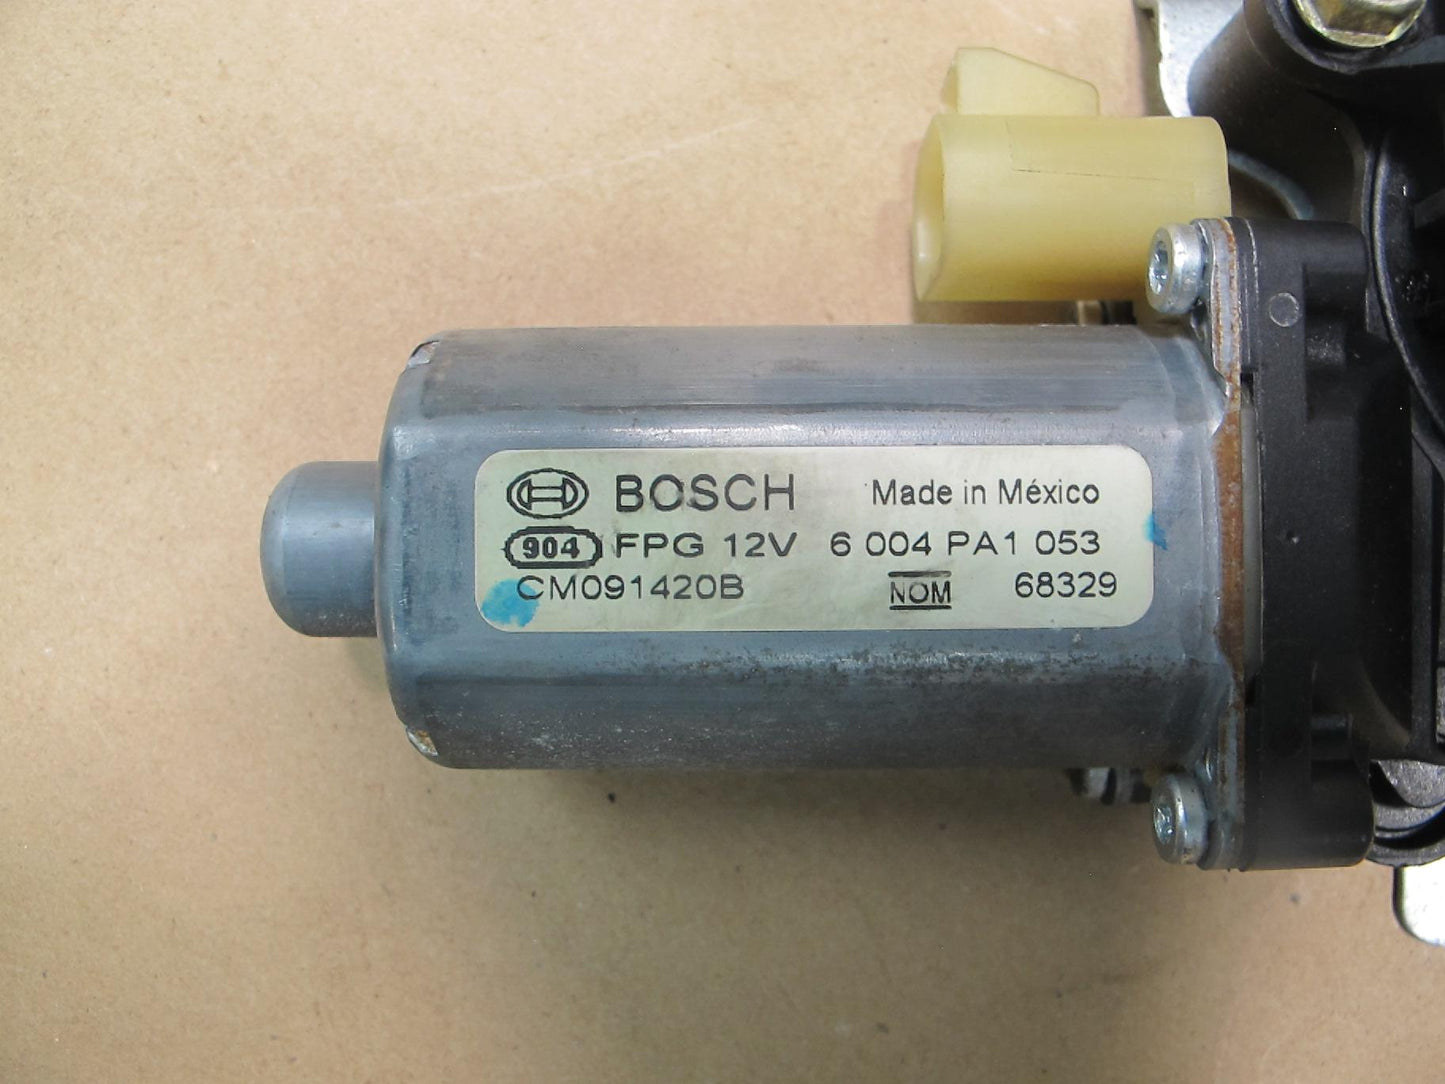 BOSCH Made in México
904 FPG 12V 6 004 PA1 053
CM091420B NOM 68329